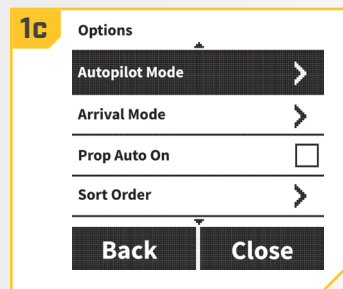 1c
Options
Autopilot Mode
Arrival Mode
Prop Auto On
Sort Order
Back Close